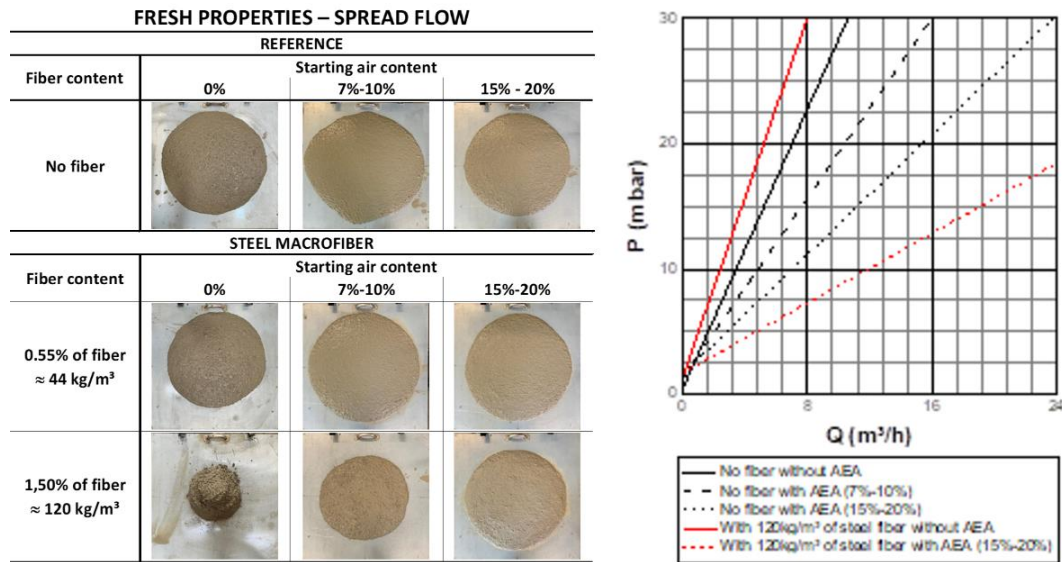 FRESH PROPERTIES – SPREAD FLOW
REFERENCE
Fiber content
Starting air content
0% 7%-10% 15% - 20%
No fiber
STEEL MACROFIBER
Fiber content
Starting air content
0% 7%-10% 15%-20%
0.55% of fiber
≈ 44 kg/m³
1,50% of fiber
≈ 120 kg/m³
P (mbar)
30
20
10
0
0 8 16 24
Q (m³/h)
No fiber without AEA
No fiber with AEA (7%-10%)
No fiber with AEA (15%-20%)
With 120kg/m³ of steel fiber without AEA
With 120kg/m³ of steel fiber with AEA (15%-20%)